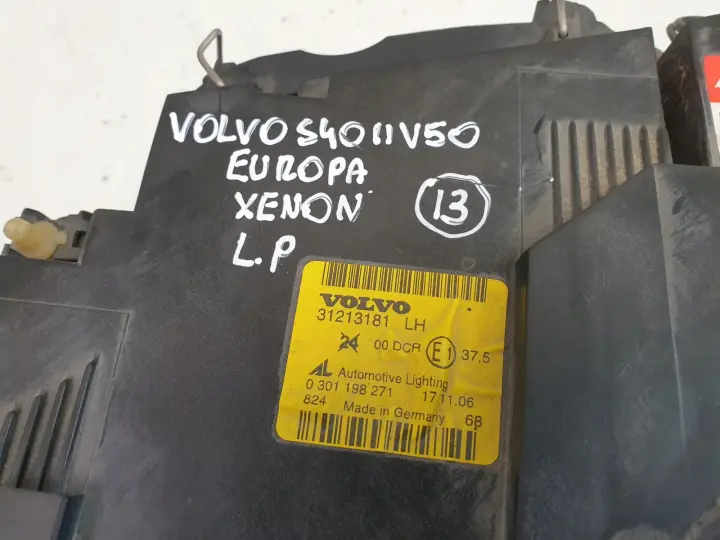 VOLVO S40 II V50
EUROPA
XENON
13
L.P
VOLVO
31213181 LH
24 00 DCR E1 37,5
AL Automotive Lighting
0 301 198 271 17.11.06
824 Made in Germany 68